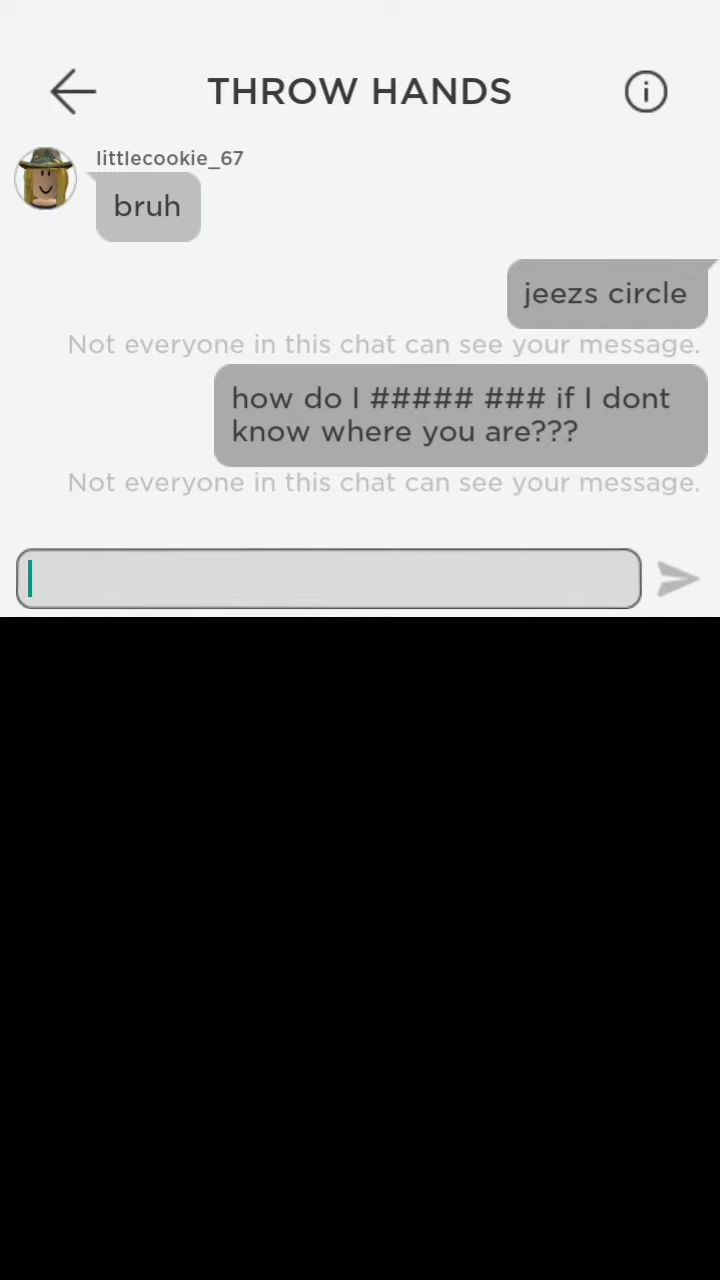 THROW HANDS
littlecookie_67
bruh
jeezs circle
Not everyone in this chat can see your message.
how do I ##### ### if I dont
know where you are???
Not everyone in this chat can see your message.